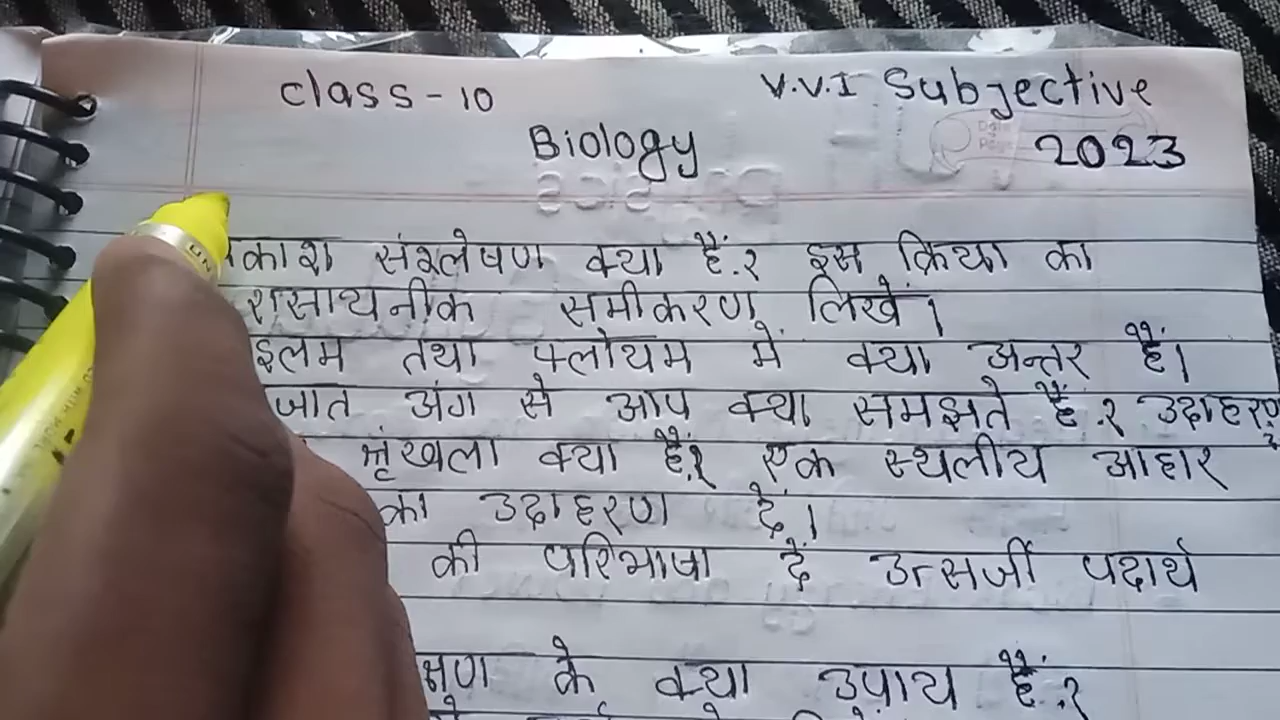 class - 10 V.V.I Subjective
Biology 2023
काश संश्लेषण क्या हैं.? इस क्रिया का
रासायनीक समीकरण लिखें।
इलम तथा फ्लोयम में क्या अन्तर हैं।
जात अंग से आप क्या समझते हैं.? उदाहरण
शृंखला क्या हैं.? एक स्थलीय आहार
का उदाहरण दें।
की परिभाषा दें उत्सर्जी पदार्थ
क्षण के क्या उपाय हैं.?